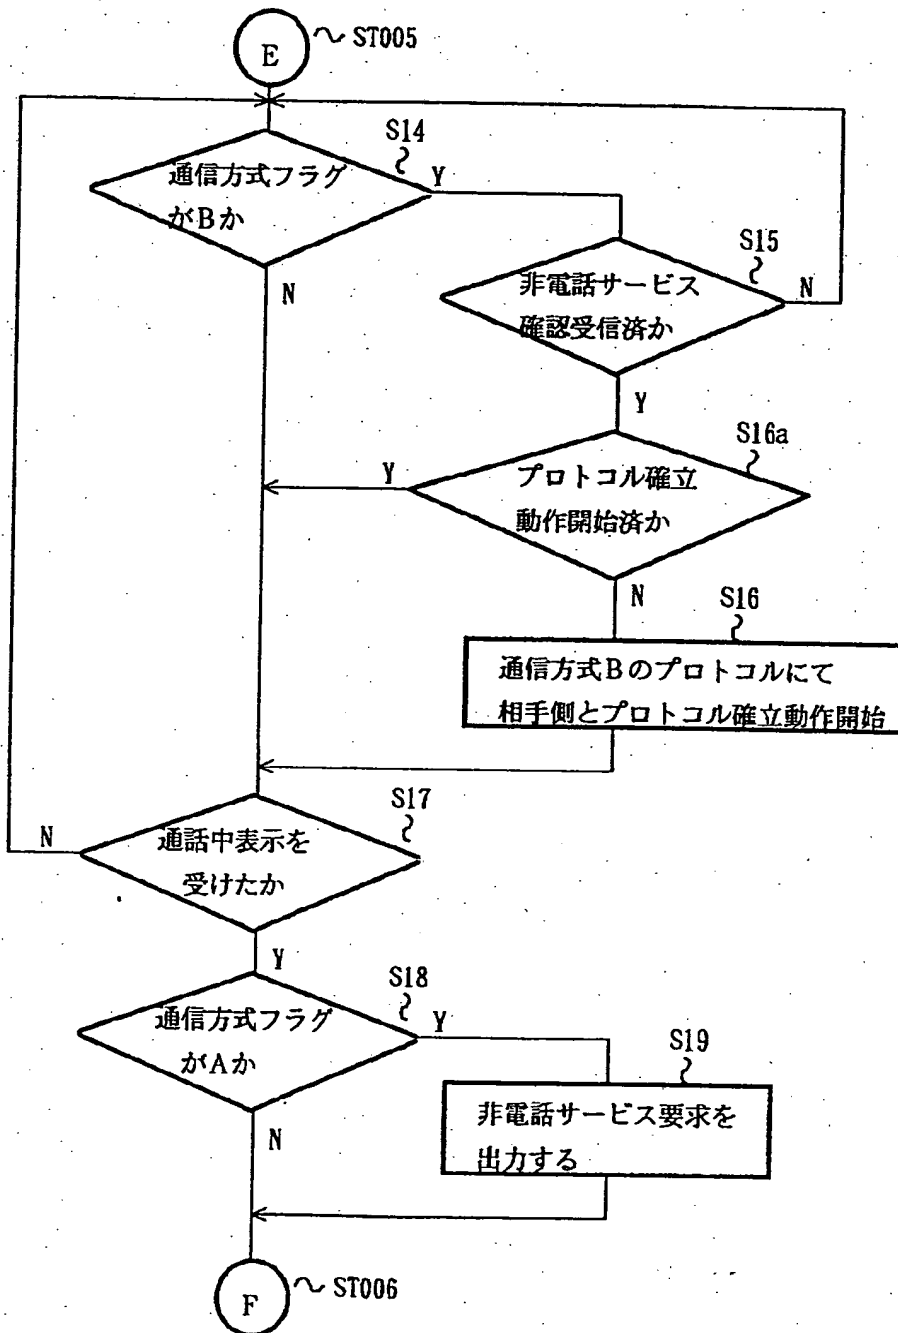 E
ST005
S14
通信方式フラグ
がBか
Y
N
S15
非電話サービス
確認受信済か
N
Y
S16a
プロトコル確立
動作開始済か
Y
N
S16
通信方式Bのプロトコルにて
相手側とプロトコル確立動作開始
S17
通話中表示を
受けたか
N
Y
S18
通信方式フラグ
がAか
Y
N
S19
非電話サービス要求を
出力する
F
ST006